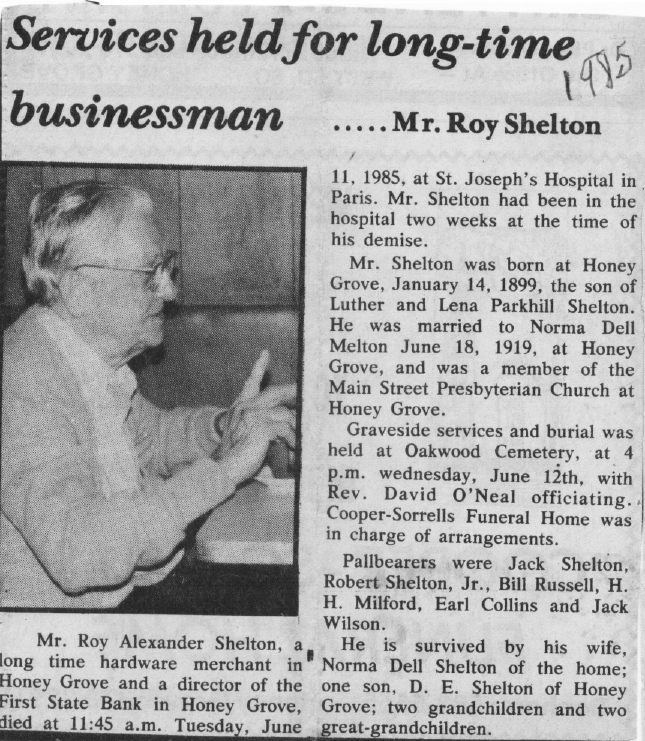 Services held for long-time
1985
businessman
.....Mr. Roy Shelton
Mr. Roy Alexander Shelton, a
long time hardware merchant in
Honey Grove and a director of the
First State Bank in Honey Grove,
died at 11:45 a.m. Tuesday, June
11, 1985, at St. Joseph's Hospital in
Paris. Mr. Shelton had been in the
hospital two weeks at the time of
his demise.
Mr. Shelton was born at Honey
Grove, January 14, 1899, the son of
Luther and Lena Parkhill Shelton.
He was married to Norma Dell
Melton June 18, 1919, at Honey
Grove, and was a member of the
Main Street Presbyterian Church at
Honey Grove.
Graveside services and burial was
held at Oakwood Cemetery, at 4
p.m. wednesday, June 12th, with
Rev. David O'Neal officiating.
Cooper-Sorrells Funeral Home was
in charge of arrangements.
Pallbearers were Jack Shelton,
Robert Shelton, Jr., Bill Russell, H.
H. Milford, Earl Collins and Jack
Wilson.
He is survived by his wife,
Norma Dell Shelton of the home;
one son, D. E. Shelton of Honey
Grove; two grandchildren and two
great-grandchildren.